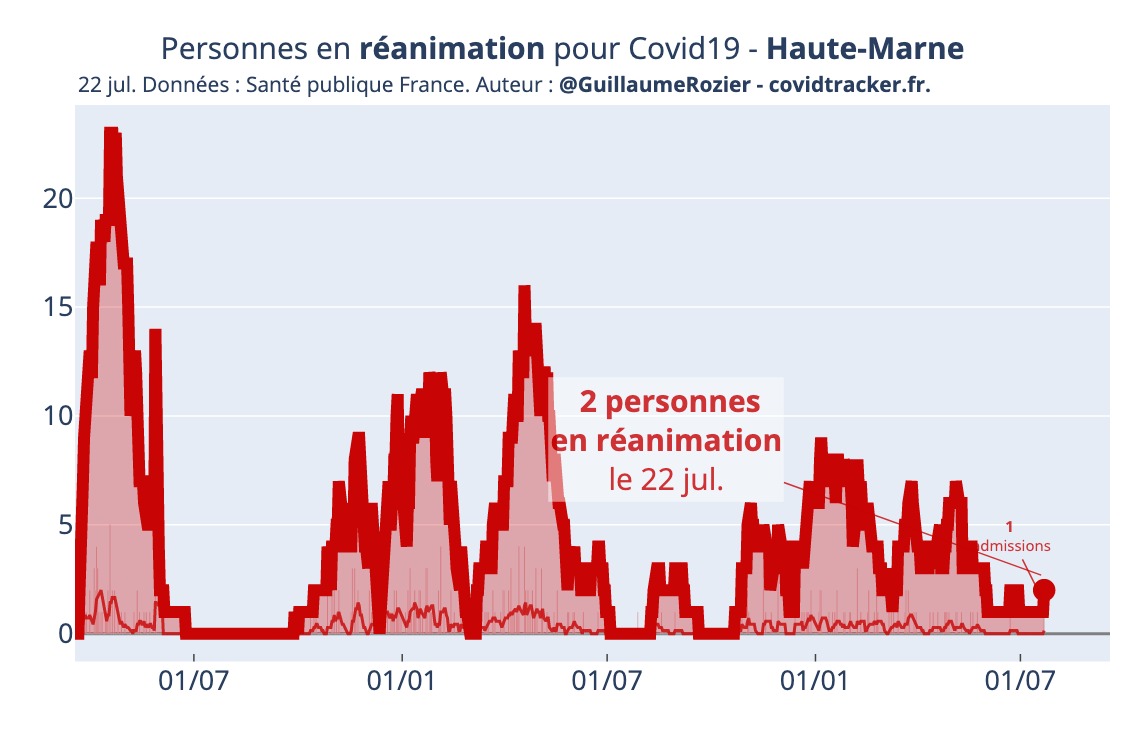 Personnes en réanimation pour Covid19 - Haute-Marne
22 jul. Données : Santé publique France. Auteur : @GuillaumeRozier - covidtracker.fr.
20
15
10
5
0
2 personnes
en réanimation
le 22 jul.
1
admissions
01/07
01/01
01/07
01/01
01/07